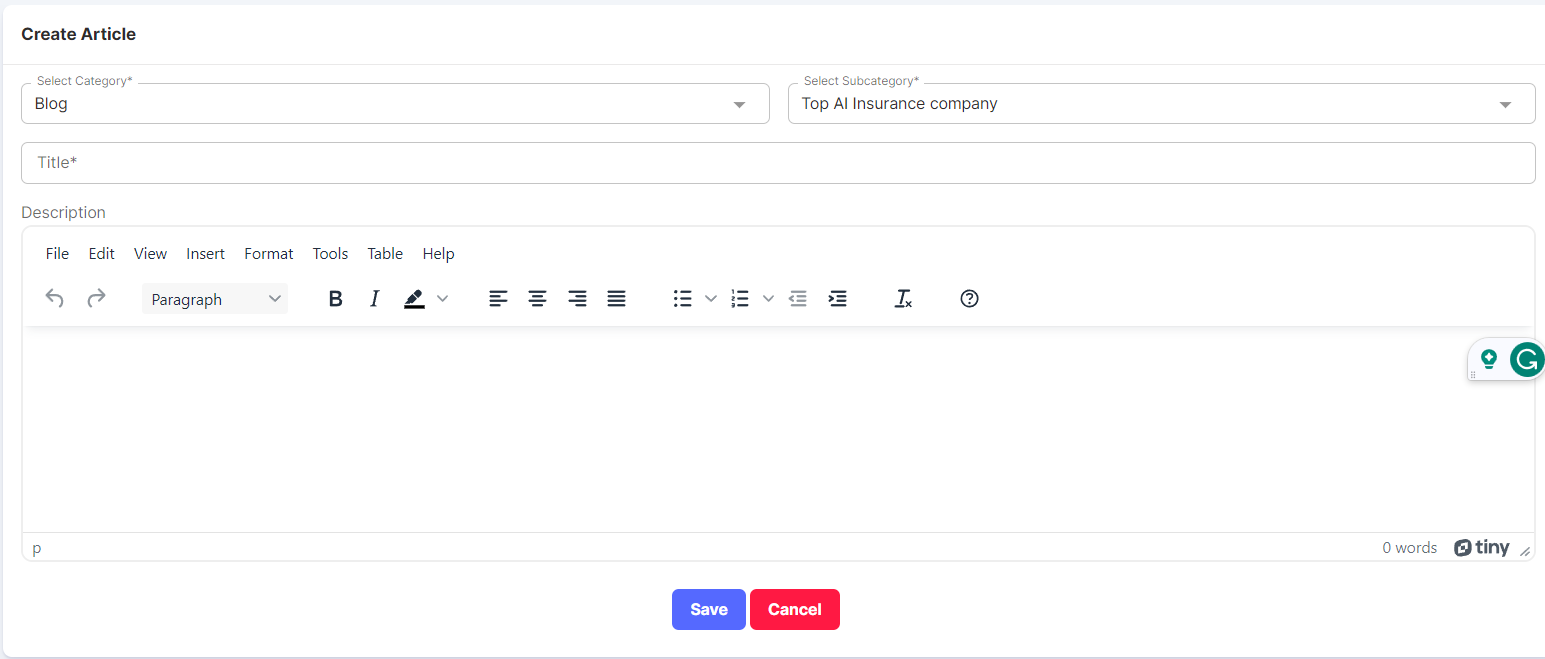 Create Article
Select Category*
Blog
Select Subcategory*
Top AI Insurance company
Title*
Description
File Edit View Insert Format Tools Table Help
Paragraph B I
p
0 words tiny
Save Cancel